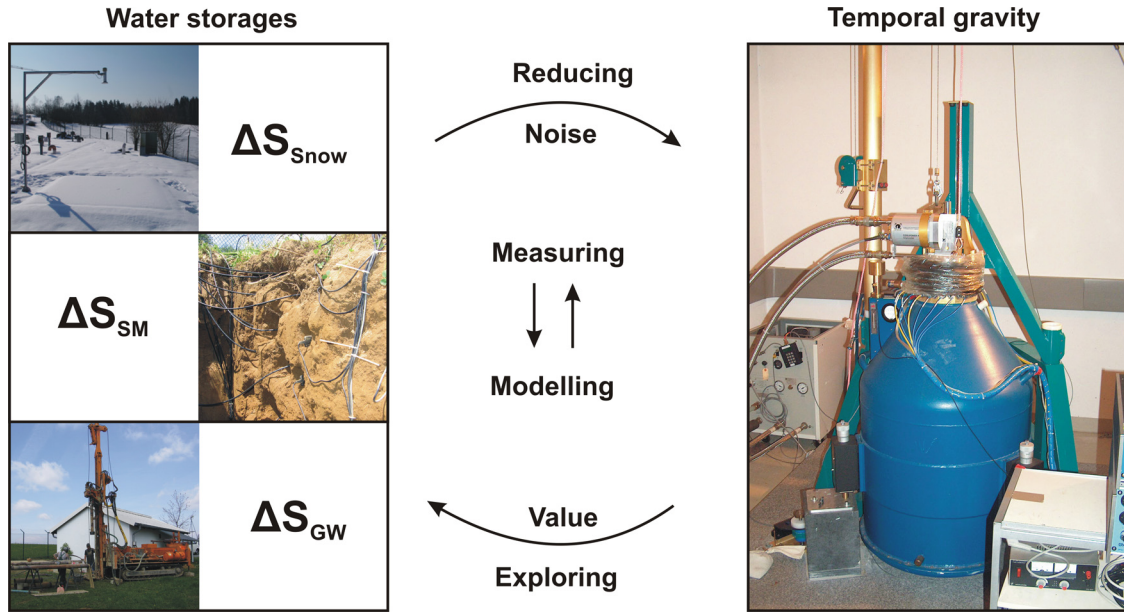 Water storages
Temporal gravity
ΔSSnow
ΔSSM
ΔSGW
Reducing
Noise
Measuring
Modelling
Value
Exploring